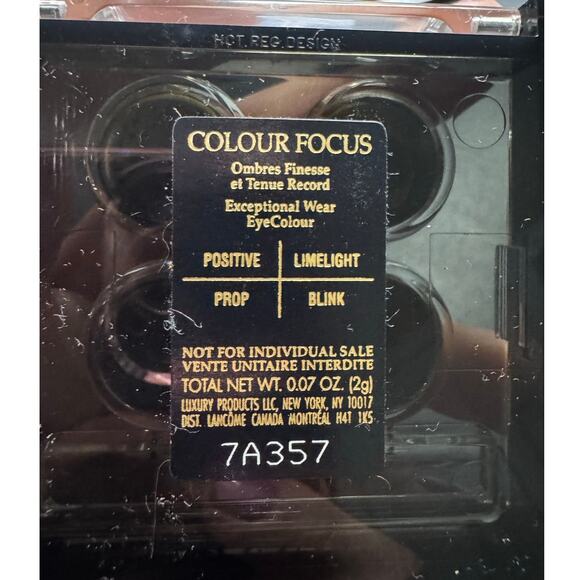 HCT.REG.DESIGN
COLOUR FOCUS
Ombres Finesse
et Tenue Record
Exceptional Wear
EyeColour
POSITIVE LIMELIGHT
PROP BLINK
NOT FOR INDIVIDUAL SALE
VENTE UNITAIRE INTERDITE
TOTAL NET WT. 0.07 OZ. (2g)
LUXURY PRODUCTS LLC, NEW YORK, NY 10017
DIST. LANCÔME CANADA MONTRÉAL H4T 1K5
7A357